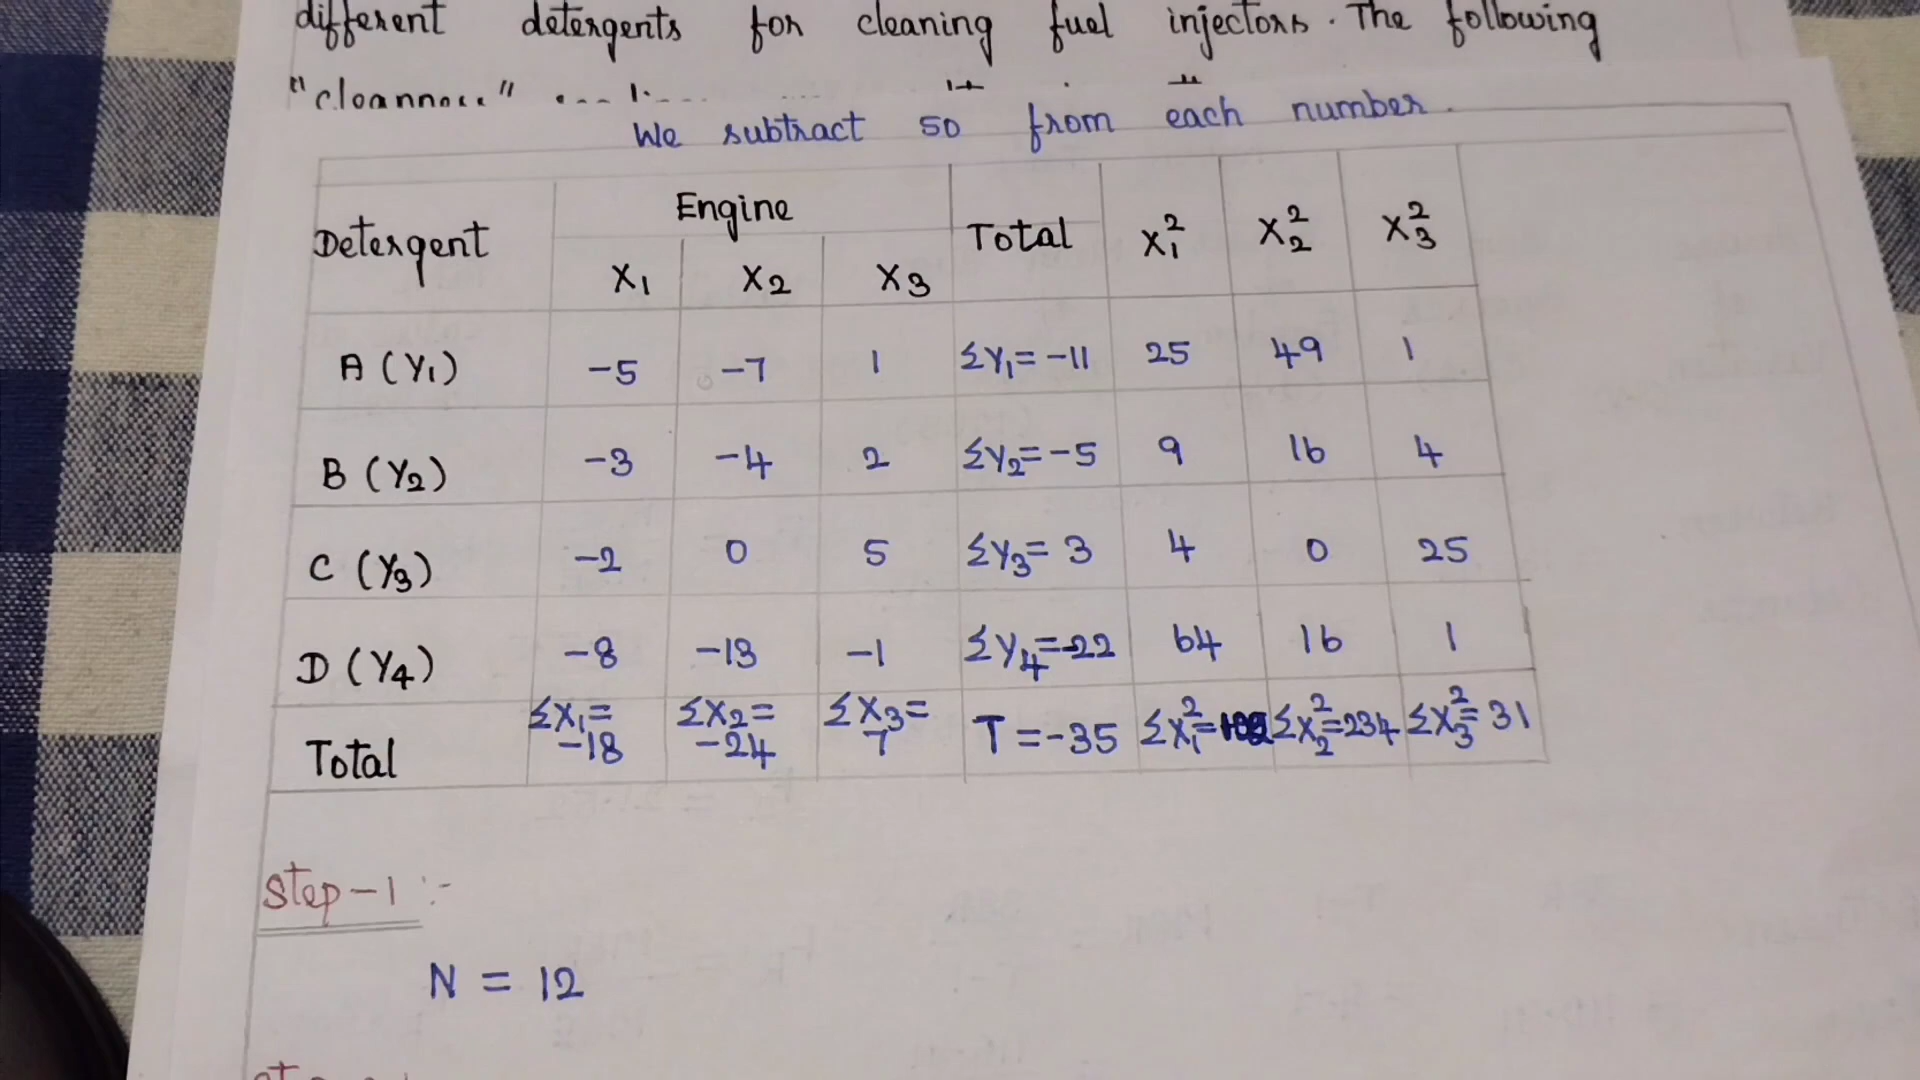 different detergents for cleaning fuel injectors. The following
We subtract 50 from each number.
Detergent Engine Total X₁² X₂² X₃²
X₁ X₂ X₃
A (Y₁) -5 -7 1 ΣY₁= -11 25 49 1
B (Y₂) -3 -4 2 ΣY₂= -5 9 16 4
C (Y₃) -2 0 5 ΣY₃= 3 4 0 25
D (Y₄) -8 -13 -1 ΣY₄=-22 64 16 1
Total ΣX₁= -18 ΣX₂= -24 ΣX₃= 7 T = -35 ΣX₁²= ΣX₂²=234 ΣX₃²= 31
Step-1 :-
N = 12